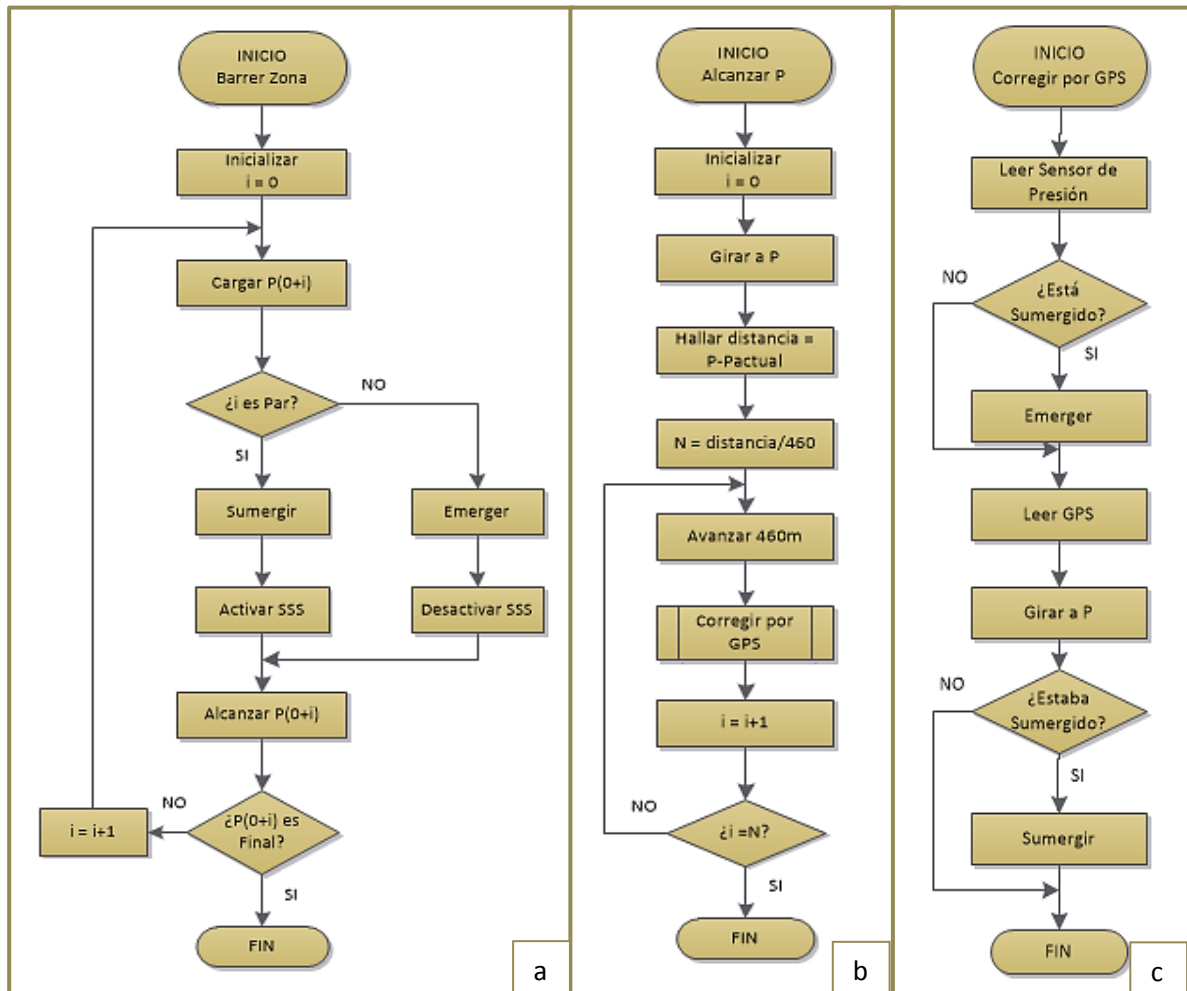 INICIO
Barrer Zona
Inicializar
i = 0
Cargar P(0+i)
¿i es Par?
NO
SI
Sumergir
Emerger
Activar SSS
Desactivar SSS
Alcanzar P(0+i)
¿P(0+i) es
Final?
NO
i = i+1
SI
FIN
a
INICIO
Alcanzar P
Inicializar
i = 0
Girar a P
Hallar distancia =
P-Pactual
N = distancia/460
Avanzar 460m
Corregir por
GPS
i = i+1
¿i =N?
NO
SI
FIN
b
INICIO
Corregir por GPS
Leer Sensor de
Presión
¿Está
Sumergido?
NO
SI
Emerger
Leer GPS
Girar a P
¿Estaba
Sumergido?
NO
SI
Sumergir
FIN
c